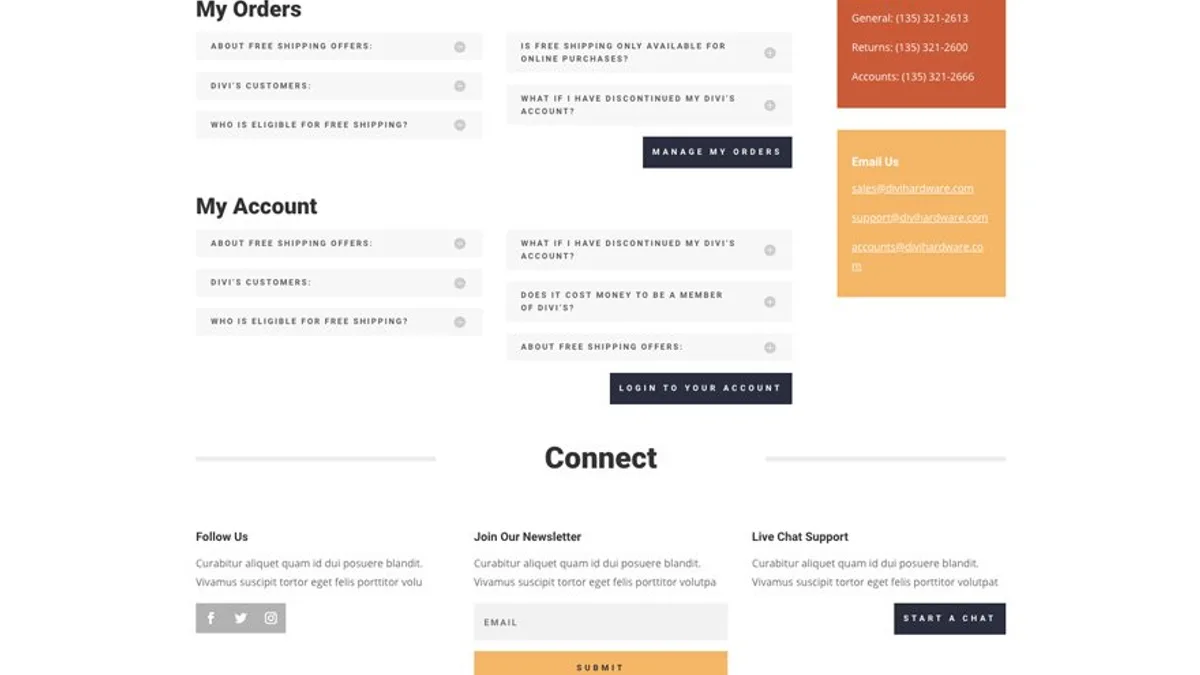 My Orders
ABOUT FREE SHIPPING OFFERS:
DIVI'S CUSTOMERS:
WHO IS ELIGIBLE FOR FREE SHIPPING?
IS FREE SHIPPING ONLY AVAILABLE FOR
ONLINE PURCHASES?
WHAT IF I HAVE DISCONTINUED MY DIVI'S
ACCOUNT?
MANAGE MY ORDERS
My Account
ABOUT FREE SHIPPING OFFERS:
DIVI'S CUSTOMERS:
WHO IS ELIGIBLE FOR FREE SHIPPING?
WHAT IF I HAVE DISCONTINUED MY DIVI'S
ACCOUNT?
DOES IT COST MONEY TO BE A MEMBER
OF DIVI'S?
ABOUT FREE SHIPPING OFFERS:
LOGIN TO YOUR ACCOUNT
General: (135) 321-2613
Returns: (135) 321-2600
Accounts: (135) 321-2666
Email Us
sales@divihardware.com
support@divihardware.com
accounts@divihardware.co
m
Connect
Follow Us
Curabitur aliquet quam id dui posuere blandit.
Vivamus suscipit tortor eget felis porttitor volu
Join Our Newsletter
Curabitur aliquet quam id dui posuere blandit.
Vivamus suscipit tortor eget felis porttitor volutpa
EMAIL
SUBMIT
Live Chat Support
Curabitur aliquet quam id dui posuere blandit.
Vivamus suscipit tortor eget felis porttitor volutpat
START A CHAT